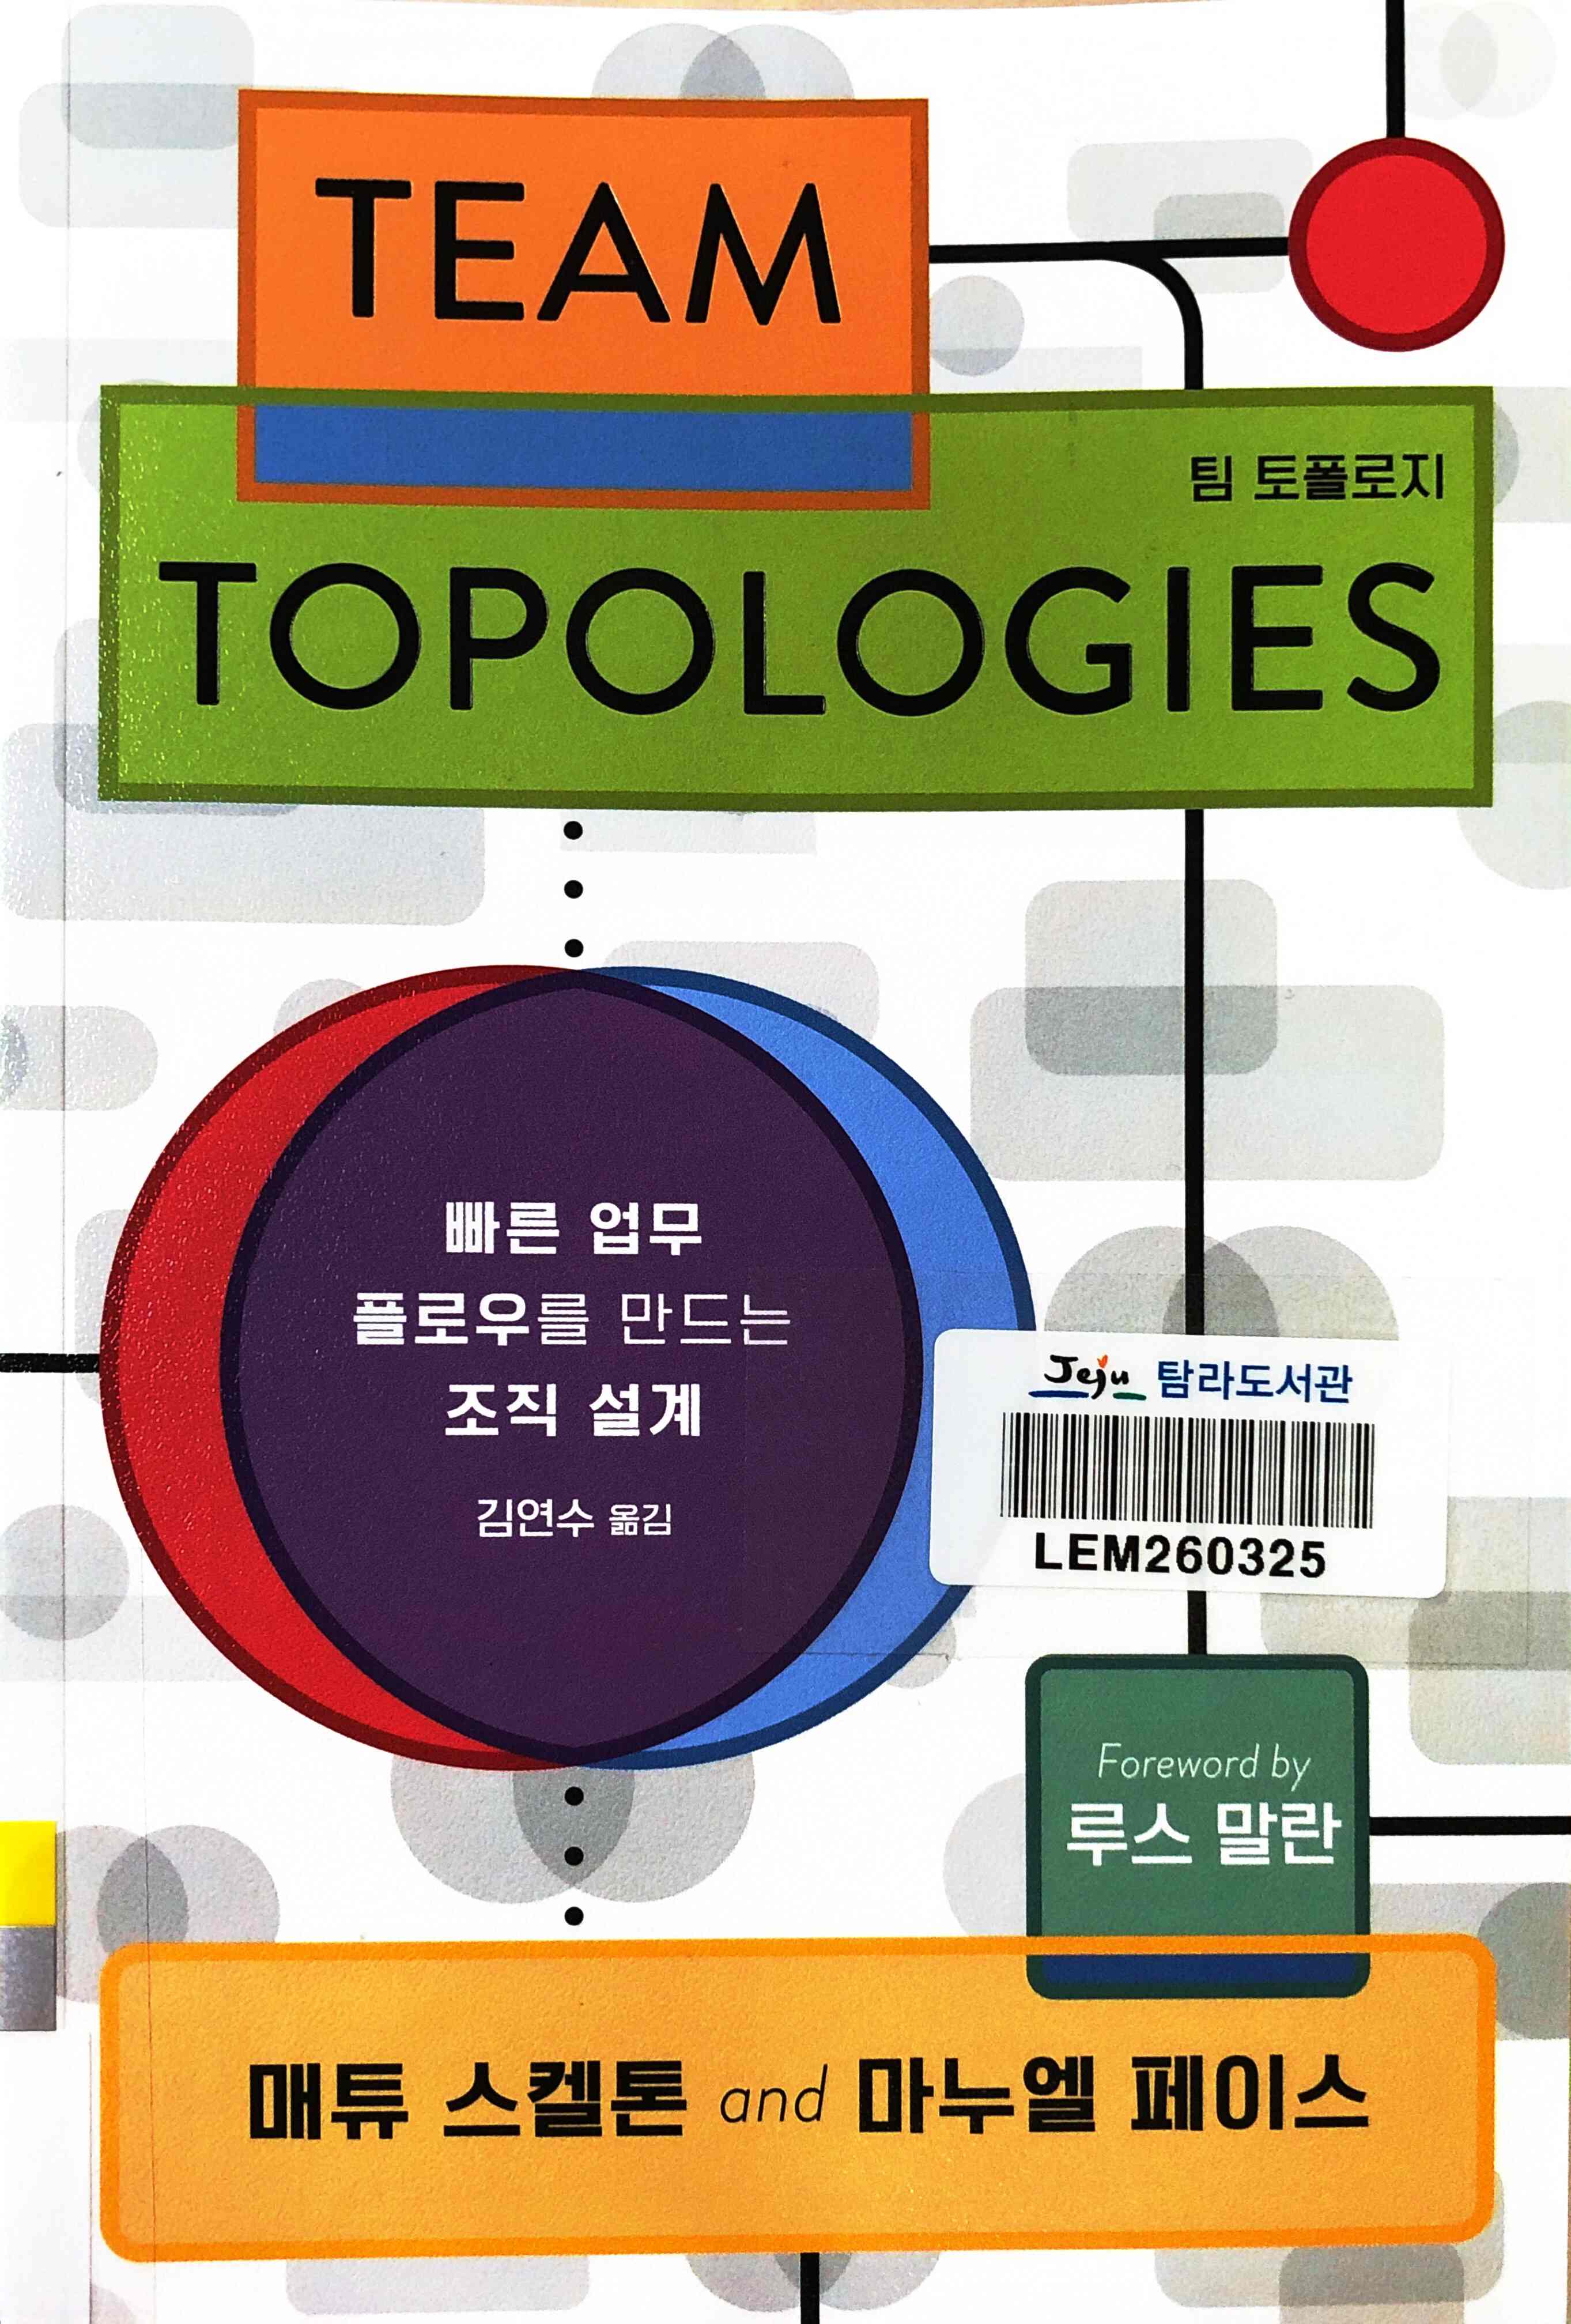 TEAM
팀 토폴로지
TOPOLOGIES
빠른 업무
플로우를 만드는
조직 설계
김연수 옮김
Jeju 탐라도서관
LEM260325
Foreword by
루스 말란
매튜 스켈톤 and 마누엘 페이스